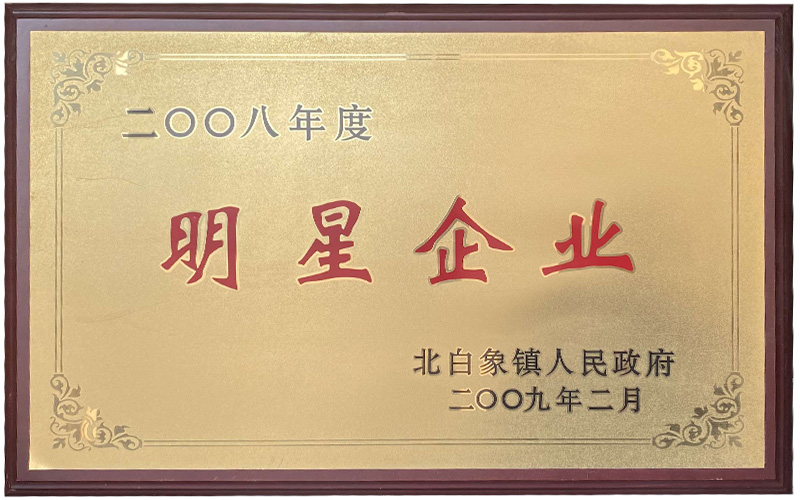 二〇〇八年度
明星企业
北白象镇人民政府
二〇〇九年二月